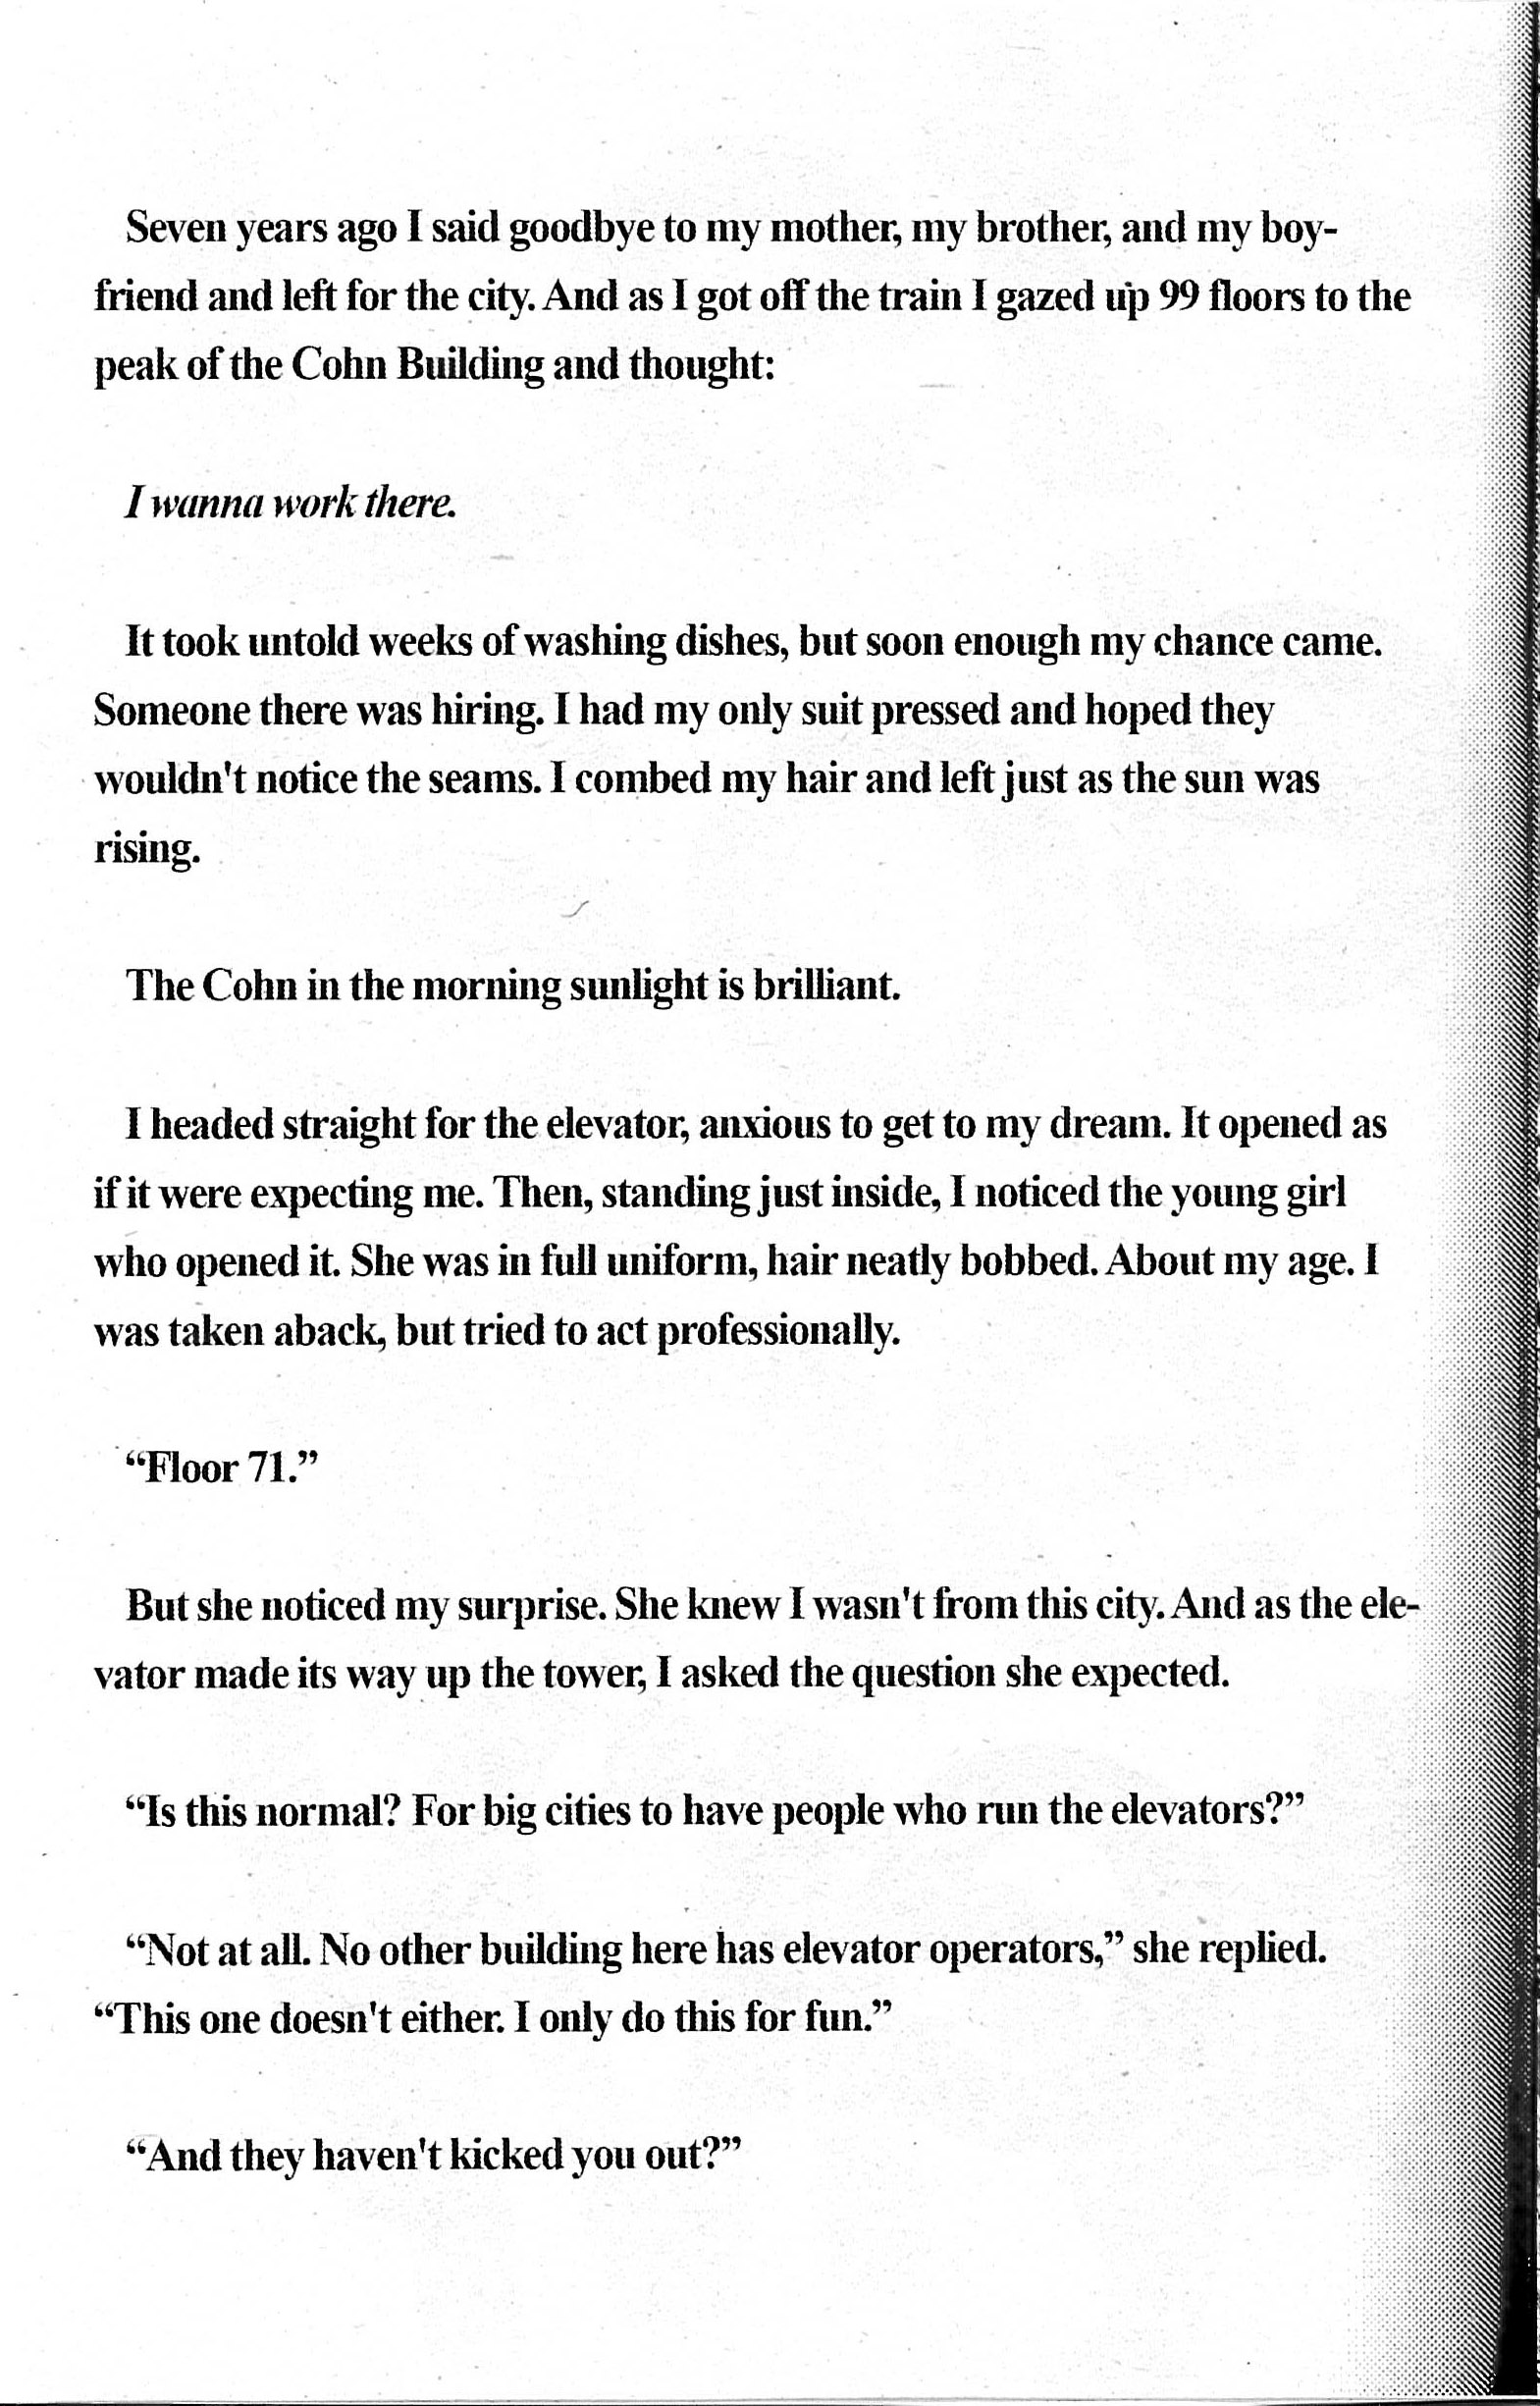 Seven years ago I said goodbye to my mother, my brother, and my boy-
friend and left for the city. And as I got off the train I gazed up 99 floors to the
peak of the Cohn Building and thought:
I wanna work there.
It took untold weeks of washing dishes, but soon enough my chance came.
Someone there was hiring. I had my only suit pressed and hoped they
wouldn't notice the seams. I combed my hair and left just as the sun was
rising.
The Cohn in the morning sunlight is brilliant.
I headed straight for the elevator, anxious to get to my dream. It opened as
if it were expecting me. Then, standing just inside, I noticed the young girl
who opened it. She was in full uniform, hair neatly bobbed. About my age. I
was taken aback, but tried to act professionally.
“Floor 71.”
But she noticed my surprise. She knew I wasn't from this city. And as the ele-
vator made its way up the tower, I asked the question she expected.
“Is this normal? For big cities to have people who run the elevators?”
“Not at all. No other building here has elevator operators,” she replied.
“This one doesn't either. I only do this for fun.”
“And they haven't kicked you out?”